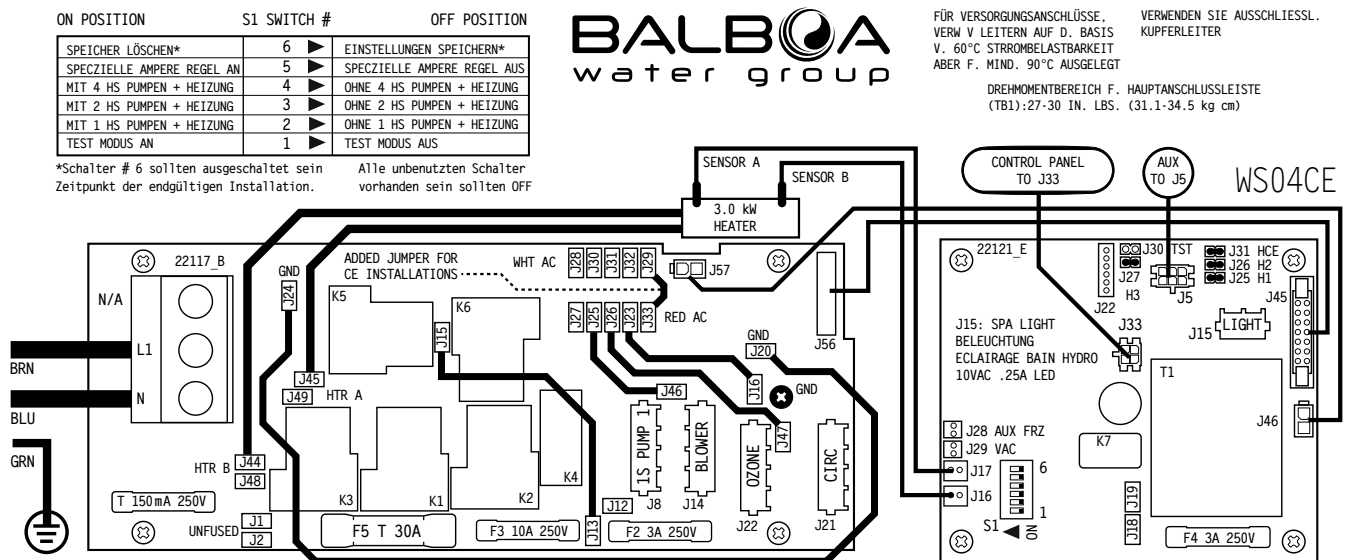 ON POSITION S1 SWITCH # OFF POSITION
SPEICHER LÖSCHEN* 6 ► EINSTELLUNGEN SPEICHERN*
SPECZIELLE AMPERE REGEL AN 5 ► SPECZIELLE AMPERE REGEL AUS
MIT 4 HS PUMPEN + HEIZUNG 4 ► OHNE 4 HS PUMPEN + HEIZUNG
MIT 2 HS PUMPEN + HEIZUNG 3 ► OHNE 2 HS PUMPEN + HEIZUNG
MIT 1 HS PUMPEN + HEIZUNG 2 ► OHNE 1 HS PUMPEN + HEIZUNG
TEST MODUS AN 1 ► TEST MODUS AUS
*Schalter # 6 sollten ausgeschaltet sein
Zeitpunkt der endgültigen Installation.
Alle unbenutzten Schalter
vorhanden sein sollten OFF
BALBOA
water group
FÜR VERSORGUNGSANSCHLÜSSE,
VERW V LEITERN AUF D. BASIS
V. 60°C STRROMBELASTBARKEIT
ABER F. MIND. 90°C AUSGELEGT
VERWENDEN SIE AUSSCHLIESSL.
KUPFERLEITER
DREHMOMENTBEREICH F. HAUPTANSCHLUSSLEISTE
(TB1):27-30 IN. LBS. (31.1-34.5 kg cm)
SENSOR A
SENSOR B
3.0 kW
HEATER
CONTROL PANEL
TO J33
AUX
TO J5
WS04CE
22117_B
N/A
L1
N
BRN
BLU
GRN
GND
J24
ADDED JUMPER FOR
CE INSTALLATIONS
WHT AC
J28
J30
J31
J32
J29
J57
K5
K6
J15
J27
J25
J26
J23
J33
RED AC
J56
J45
J49
HTR A
GND
J20
J16
GND
J46
J47
HTR B
J44
J48
K3
K1
K2
K4
1S PUMP 1
J8
BLOWER
J14
OZONE
J22
CIRC
J21
T 150mA 250V
UNFUSED
J1
J2
F5 T 30A
F3 10A 250V
J13
J12
F2 3A 250V
22121_E
J22
J30 TST
J27
H3
J5
J31 HCE
J26 H2
J25 H1
J45
J15: SPA LIGHT
BELEUCHTUNG
ECLAIRAGE BAIN HYDRO
10VAC .25A LED
J33
J15
LIGHT
T1
J46
K7
J28 AUX FRZ
J29 VAC
J17
J16
6
1
S1
ON
J19
J18
F4 3A 250V